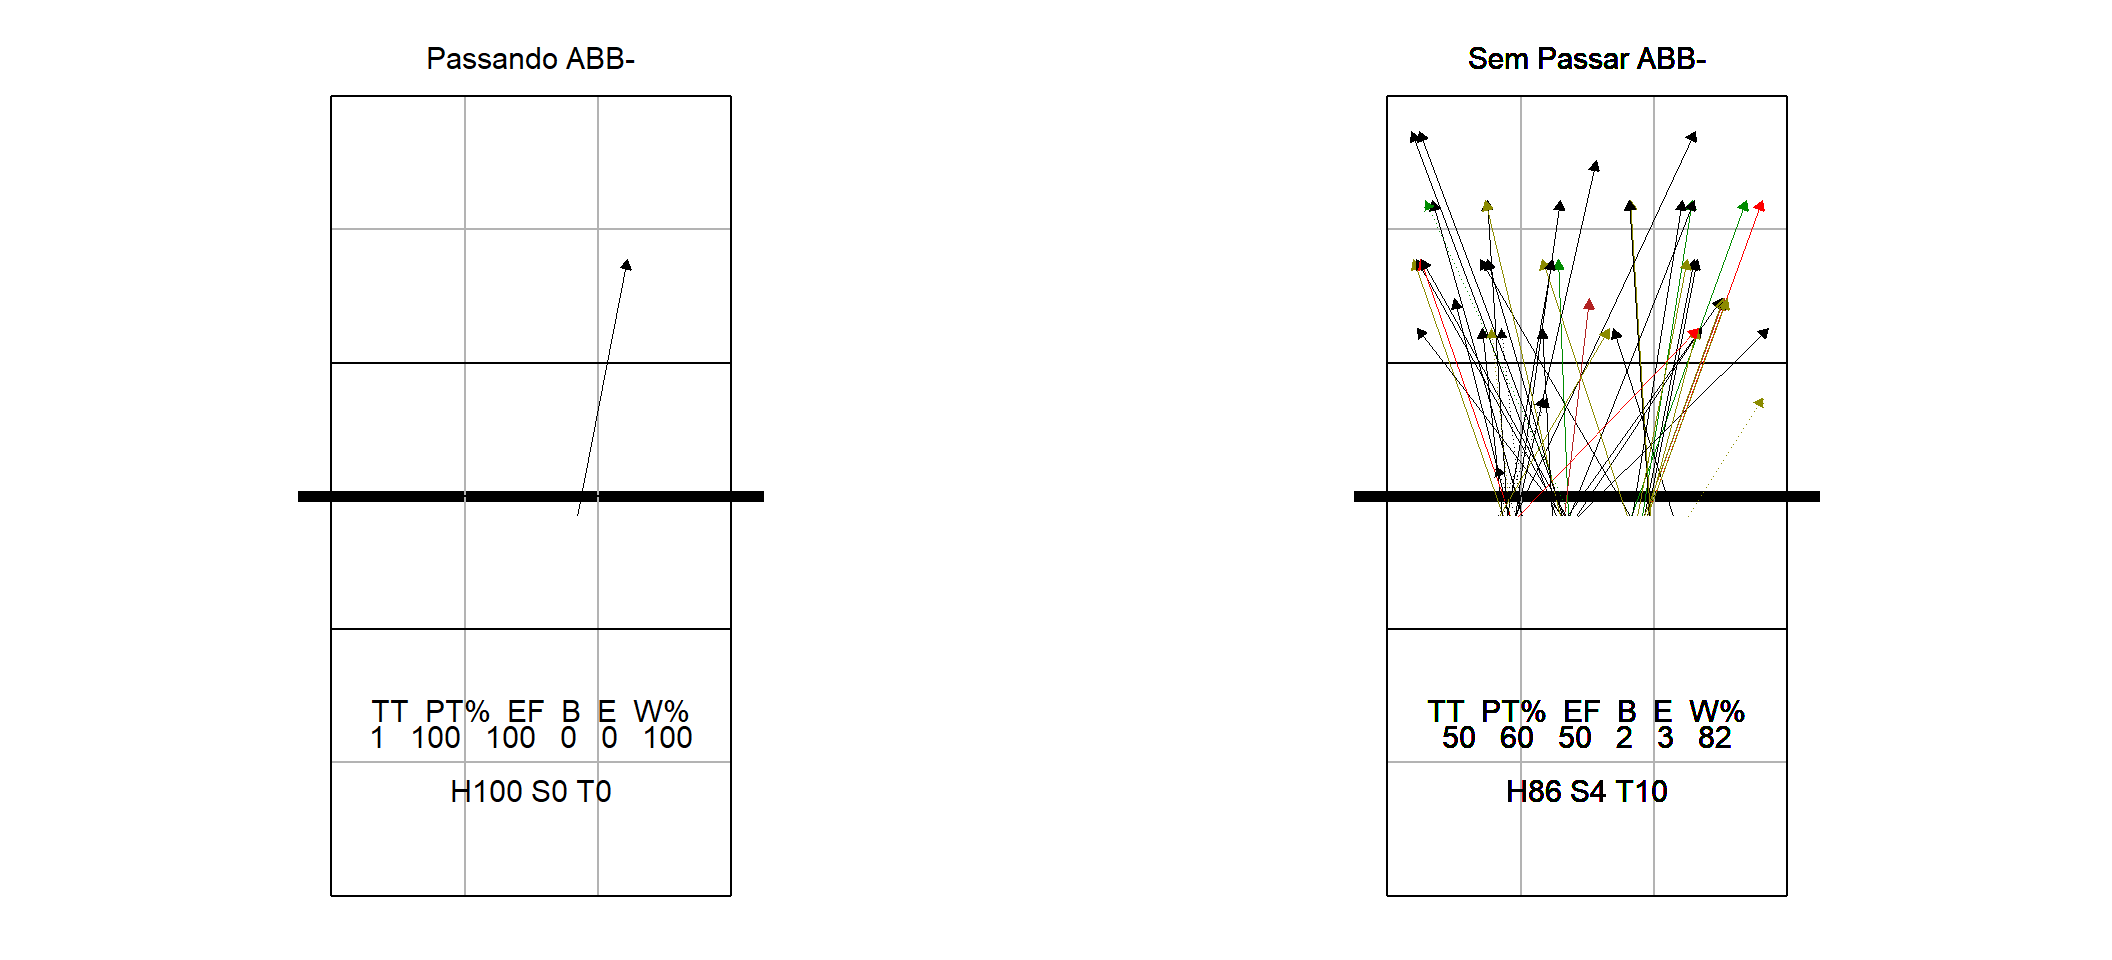 Passando ABB-
TT PT% EF B E W%
1 100 100 0 0 100
H100 S0 T0
Sem Passar ABB-
TT PT% EF B E W%
50 60 50 2 3 82
H86 S4 T10